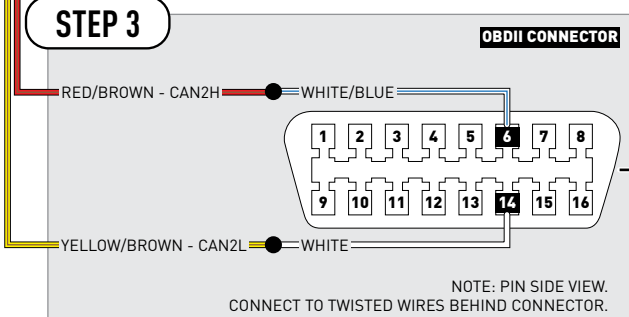 STEP 3
OBDII CONNECTOR
RED/BROWN - CAN2H WHITE/BLUE
1 2 3 4 5 6 7 8
9 10 11 12 13 14 15 16
YELLOW/BROWN - CAN2L WHITE
NOTE: PIN SIDE VIEW.
CONNECT TO TWISTED WIRES BEHIND CONNECTOR.